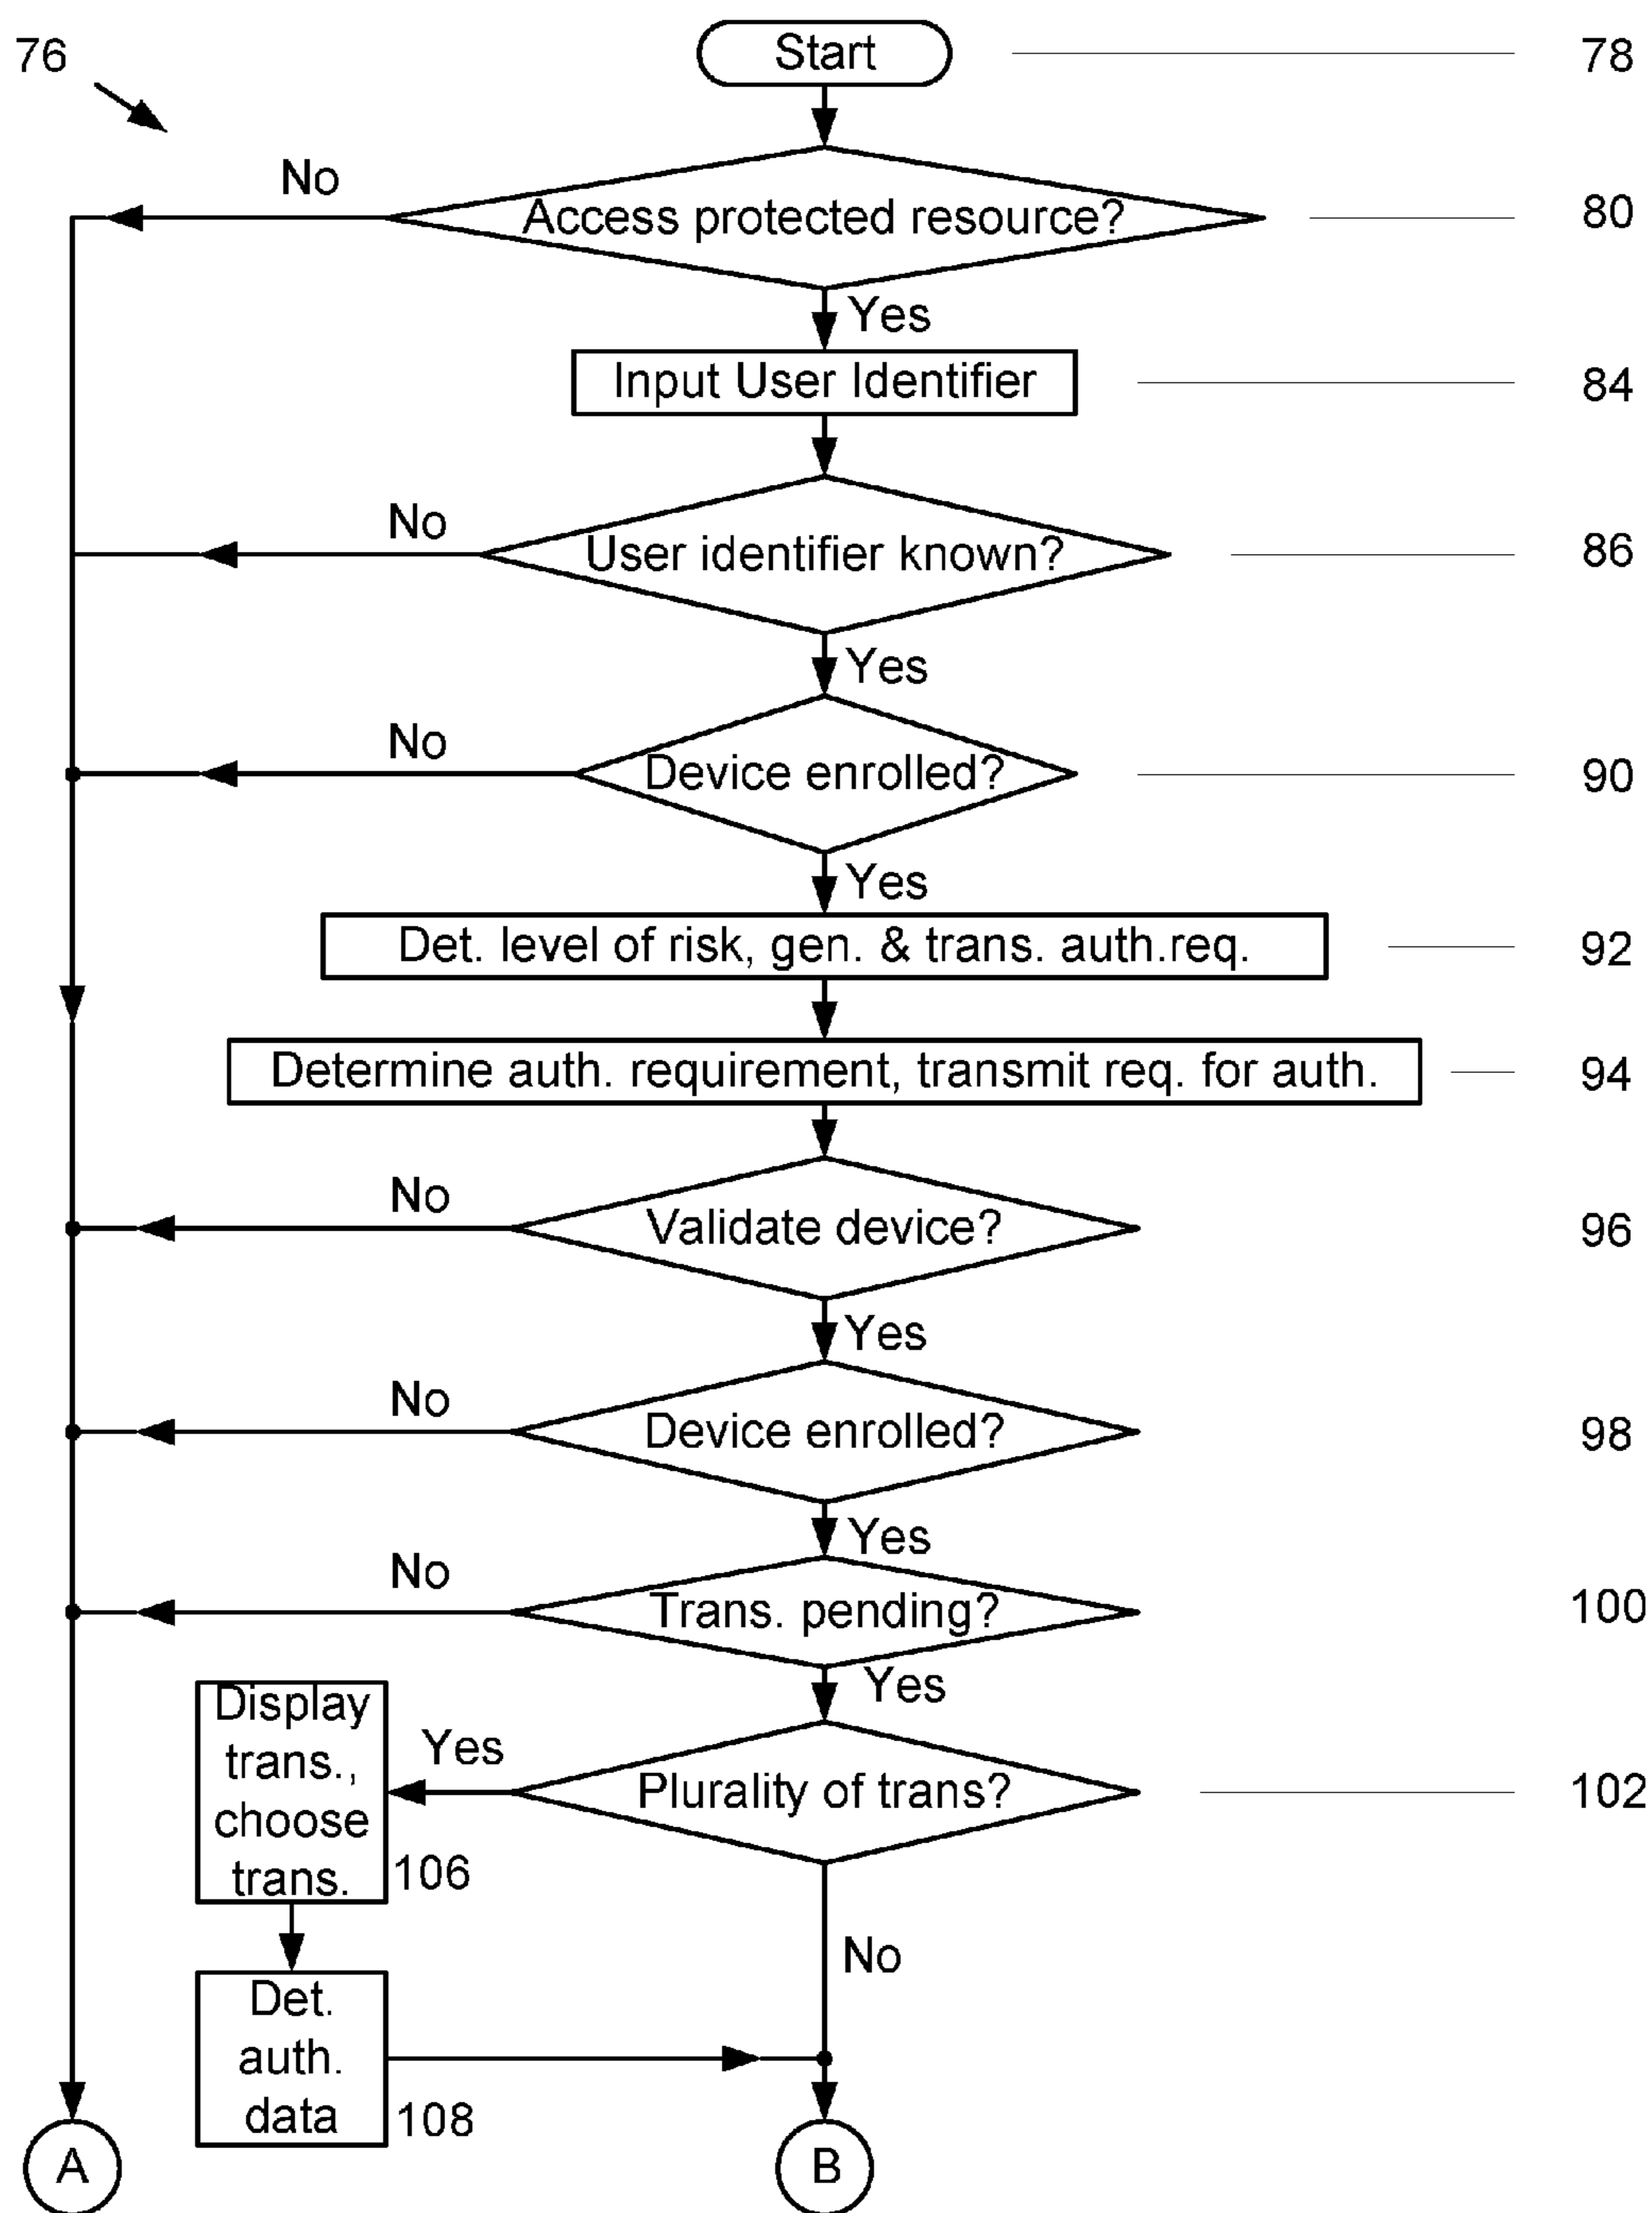 76
Start
78
No
Access protected resource?
80
Yes
Input User Identifier
84
No
User identifier known?
86
Yes
No
Device enrolled?
90
Yes
Det. level of risk, gen. & trans. auth.req.
92
Determine auth. requirement, transmit req. for auth.
94
No
Validate device?
96
Yes
No
Device enrolled?
98
Yes
No
Trans. pending?
100
Yes
Display
trans.,
choose
trans.
106
Yes
Plurality of trans?
102
No
Det.
auth.
data
108
A
B